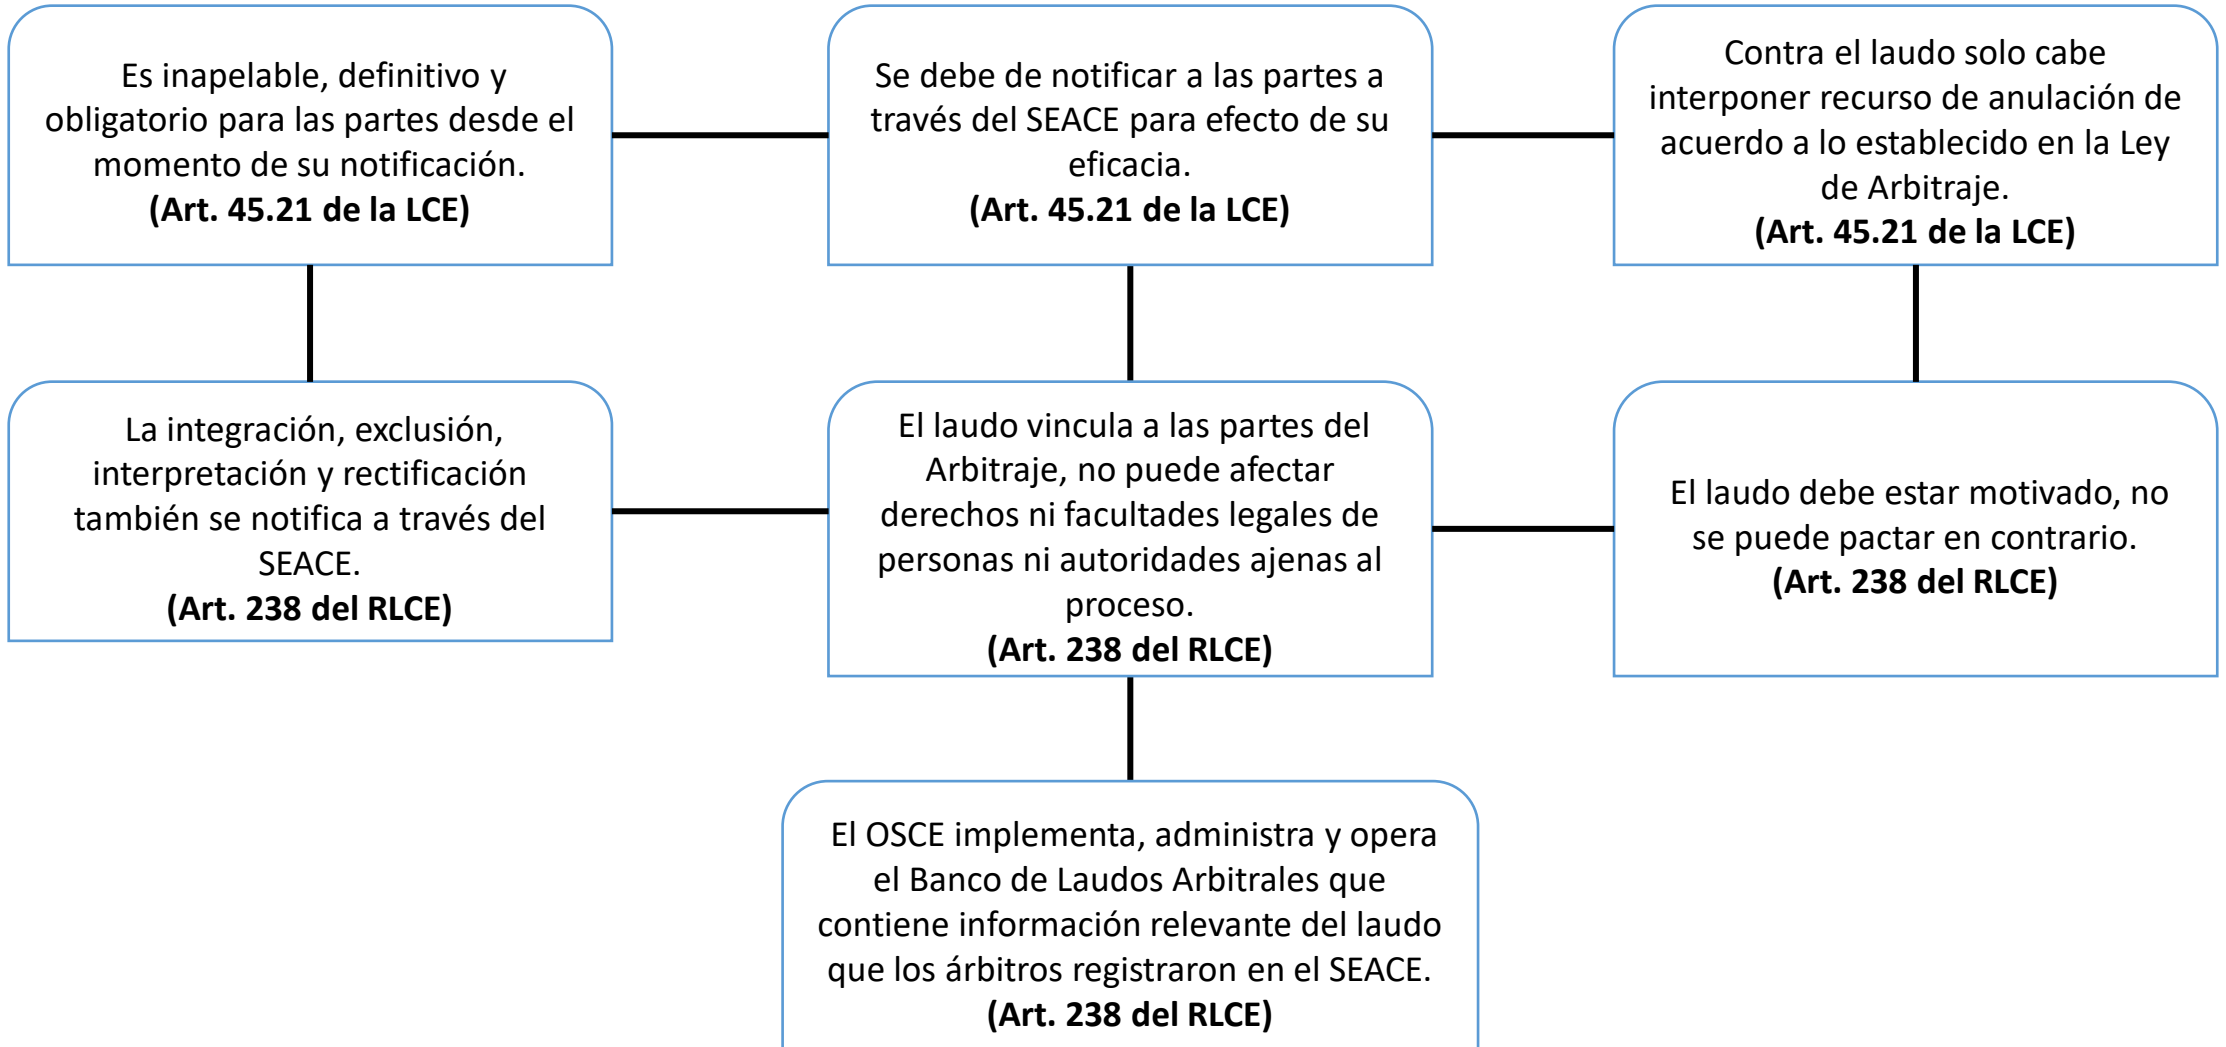 Es inapelable, definitivo y
obligatorio para las partes desde el
momento de su notificación.
(Art. 45.21 de la LCE)
Se debe de notificar a las partes a
través del SEACE para efecto de su
eficacia.
(Art. 45.21 de la LCE)
Contra el laudo solo cabe
interponer recurso de anulación de
acuerdo a lo establecido en la Ley
de Arbitraje.
(Art. 45.21 de la LCE)
La integración, exclusión,
interpretación y rectificación
también se notifica a través del
SEACE.
(Art. 238 del RLCE)
El laudo vincula a las partes del
Arbitraje, no puede afectar
derechos ni facultades legales de
personas ni autoridades ajenas al
proceso.
(Art. 238 del RLCE)
El laudo debe estar motivado, no
se puede pactar en contrario.
(Art. 238 del RLCE)
El OSCE implementa, administra y opera
el Banco de Laudos Arbitrales que
contiene información relevante del laudo
que los árbitros registraron en el SEACE.
(Art. 238 del RLCE)